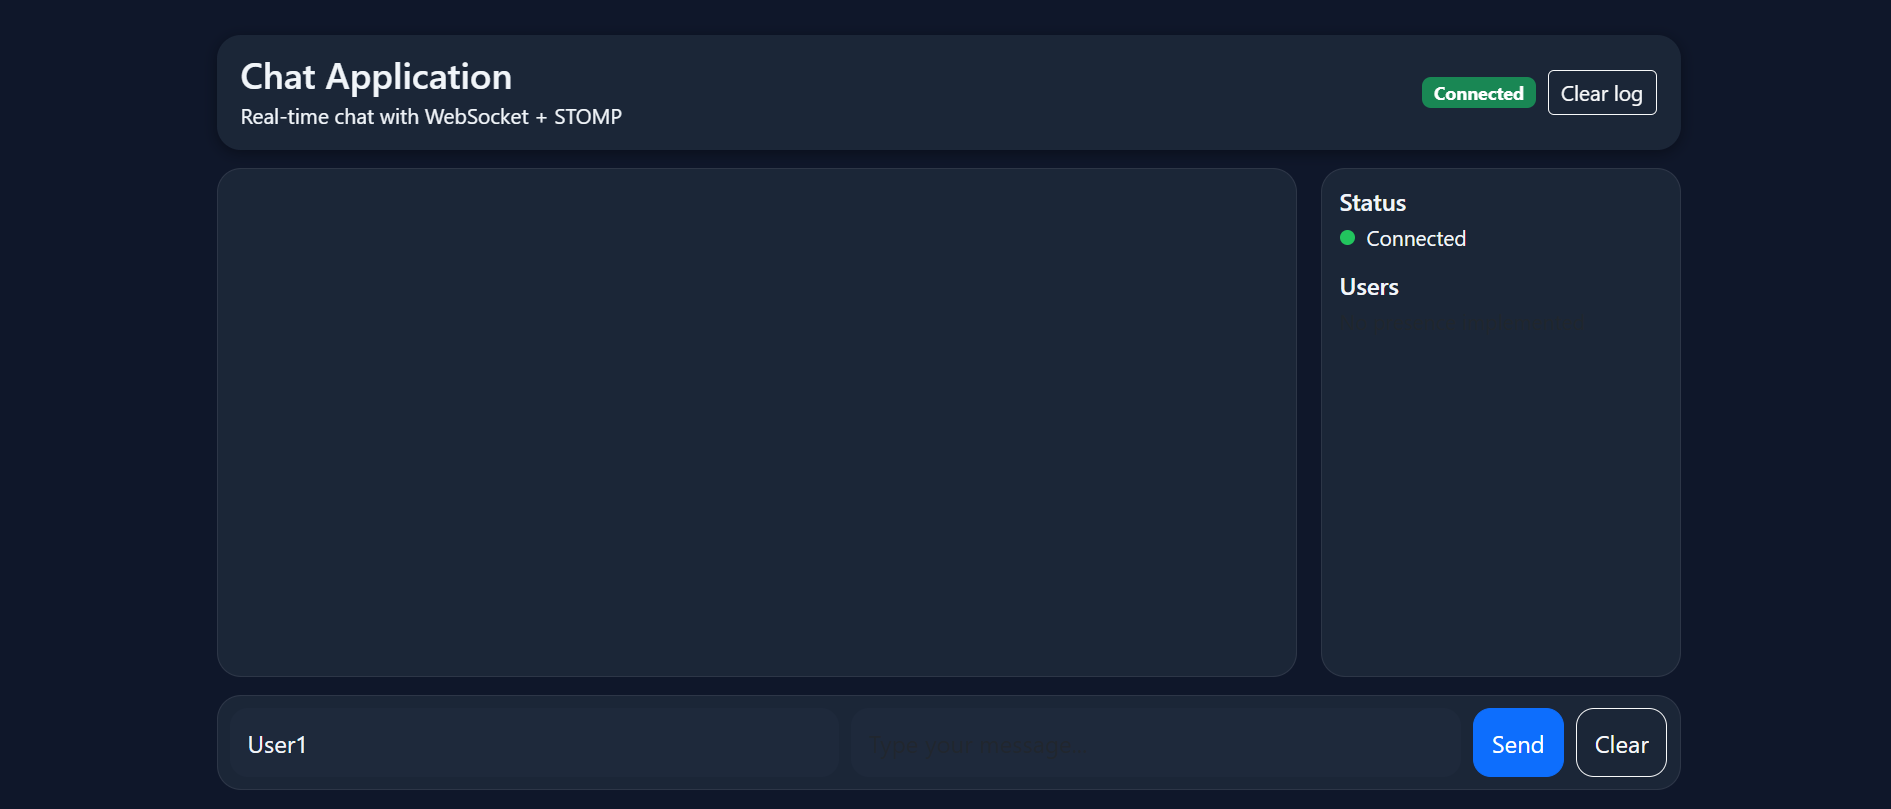 Chat Application
Real-time chat with WebSocket + STOMP
Connected
Clear log
Status
Connected
Users
User1
Type your message
Send
Clear